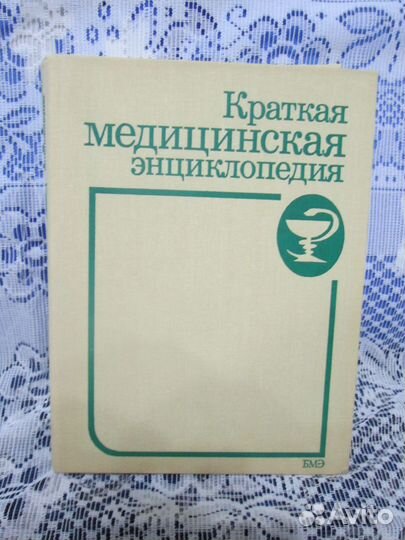 Краткая
медицинская
энциклопедия
БМЭ
Avito